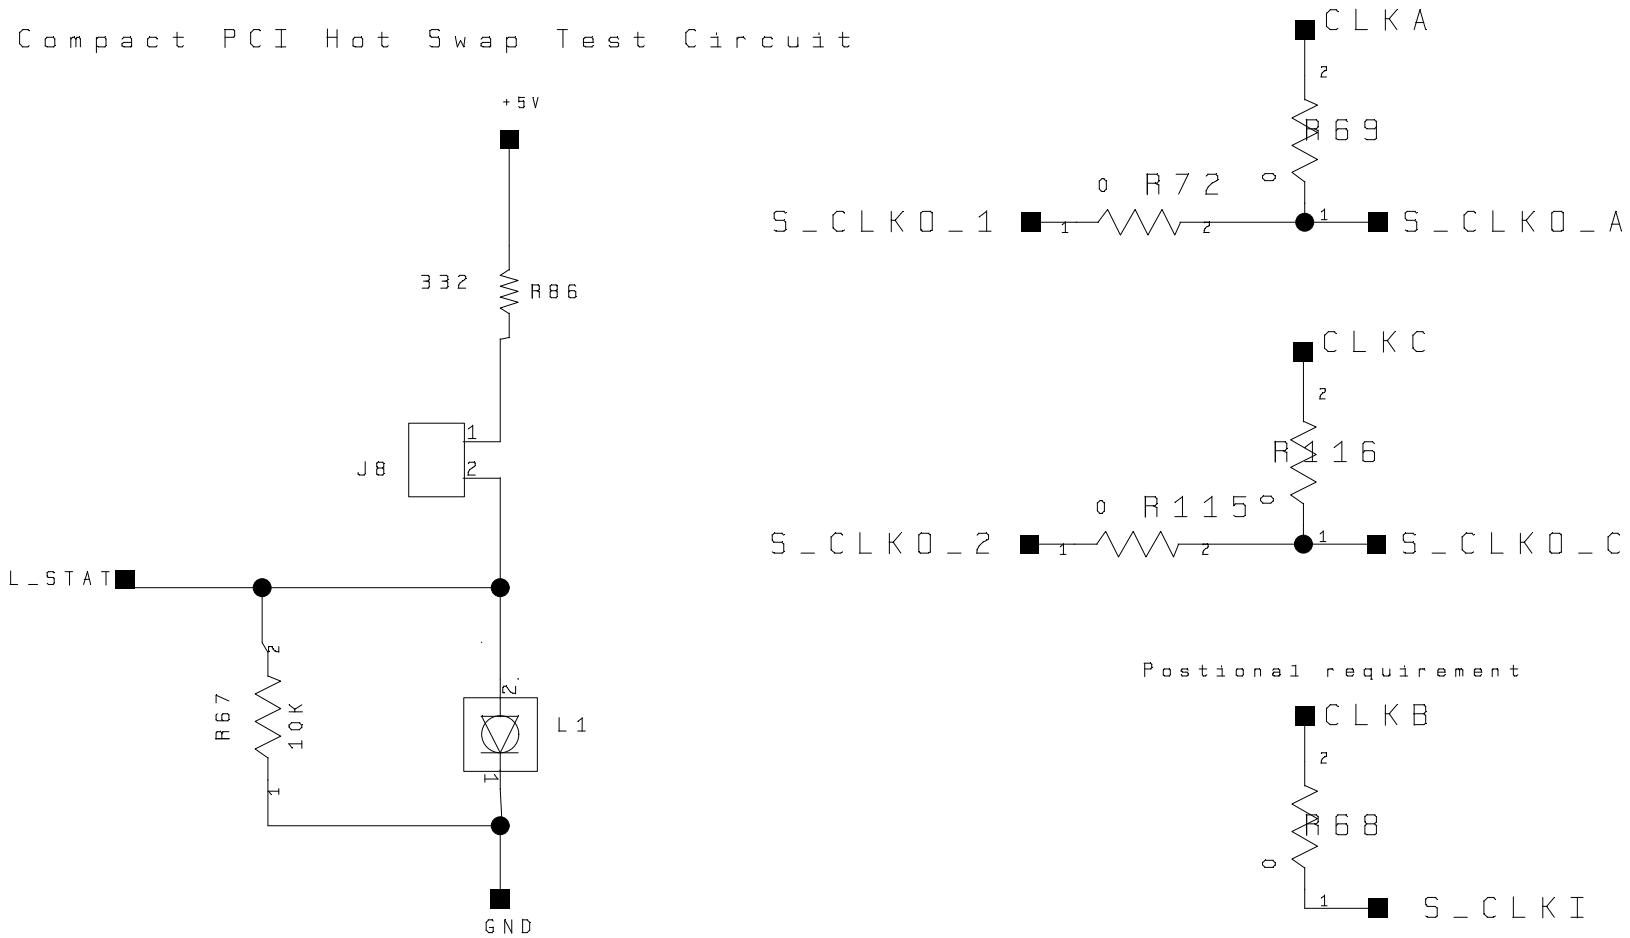 Compact PCI Hot Swap Test Circuit
+5V
332
R86
1
J8
2
L_STAT
2
R67
10K
1
2
L1
1
GND
CLKA
2
R69
0
0 R72
S_CLKO_1
1
2
1
S_CLKO_A
CLKC
2
R116
0
0 R115
S_CLKO_2
1
2
1
S_CLKO_C
Postional requirement
CLKB
2
R68
0
1
S_CLKI